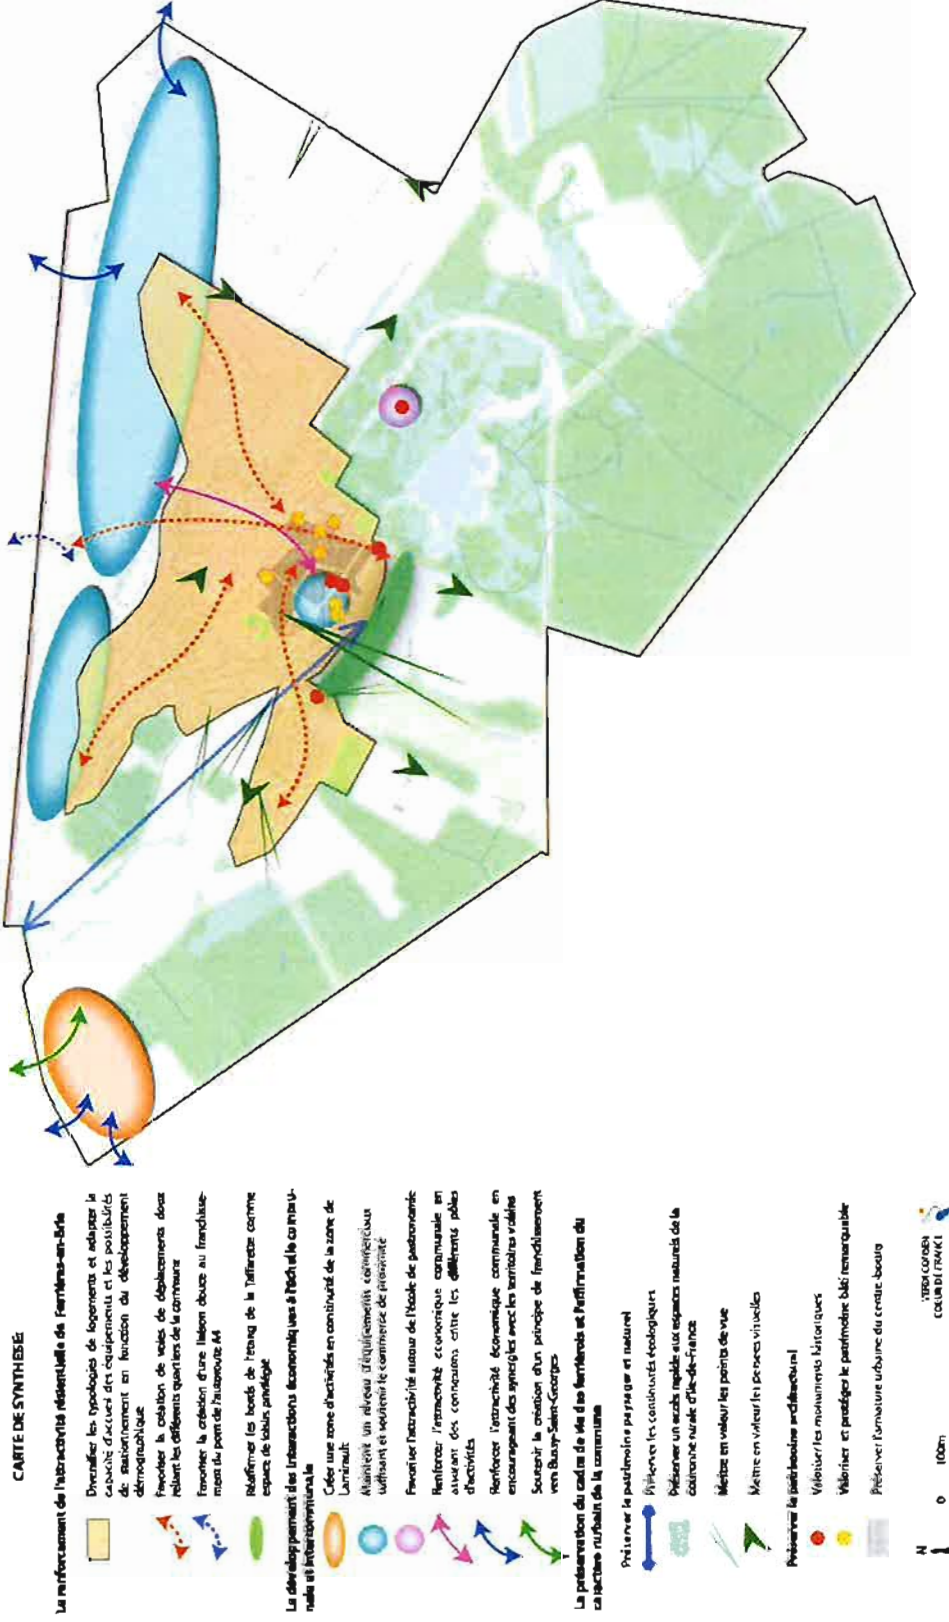 CARTE DE SYNTHESE
Le renforcement de l'attractivité résidentielle de Ferrières-en-Brie
Diversifier les typologies de logements et adapter la
capacité d'accueil des équipements et les possibilités
de stationnement en fonction du développement
démographique
Favoriser la création de voies de déplacements doux
reliant les différents quartiers de la commune
Favoriser la création d'une liaison douce au franchisse-
ment du pont de l'autoroute A4
Réaffirmer les bords de l'étang de la Taffarette comme
espace de loisirs privilégié
Le développement des interactions économiques à l'échelle commu-
nale et intercommunale
Créer une zone d'activités en continuité de la zone de
Lamirault
Maintenir un niveau d'équipements commerciaux
suffisant et soutenir le commerce de proximité
Favoriser l'attractivité autour de l'école de gastronomie
Renforcer l'attractivité économique communale en
assurant des connexions entre les différents pôles
d'activités
Renforcer l'attractivité économique communale en
encourageant des synergies avec les territoires voisins
Soutenir la création d'un principe de franchissement
vers Bussy-Saint-Georges
La préservation du cadre de vie des ferriérois et l'affirmation du
caractère rurbain de la commune
Préserver le patrimoine paysager et naturel
Préserver les continuités écologiques
Préserver un accès rapide aux espaces naturels de la
couronne rurale d'Ile-de-France
Mettre en valeur les points de vue
Mettre en valeur les percées visuelles
Préserver le patrimoine architectural
Valoriser les monuments historiques
Valoriser et protéger le patrimoine bâti remarquable
Préserver l'armature urbaine du centre-bourg
N
0 100m